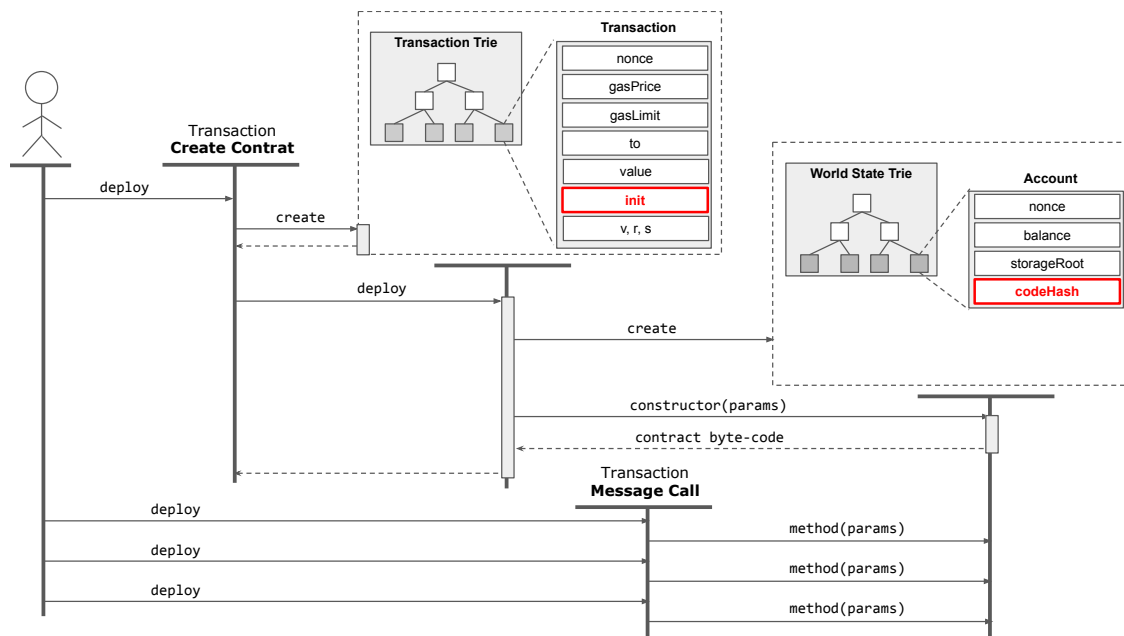 Transaction
Transaction Trie
nonce
gasPrice
gasLimit
to
value
init
v, r, s
Transaction
Create Contrat
World State Trie
Account
nonce
balance
storageRoot
codeHash
deploy
create
deploy
create
constructor(params)
contract byte-code
Transaction
Message Call
deploy
method(params)
deploy
method(params)
deploy
method(params)